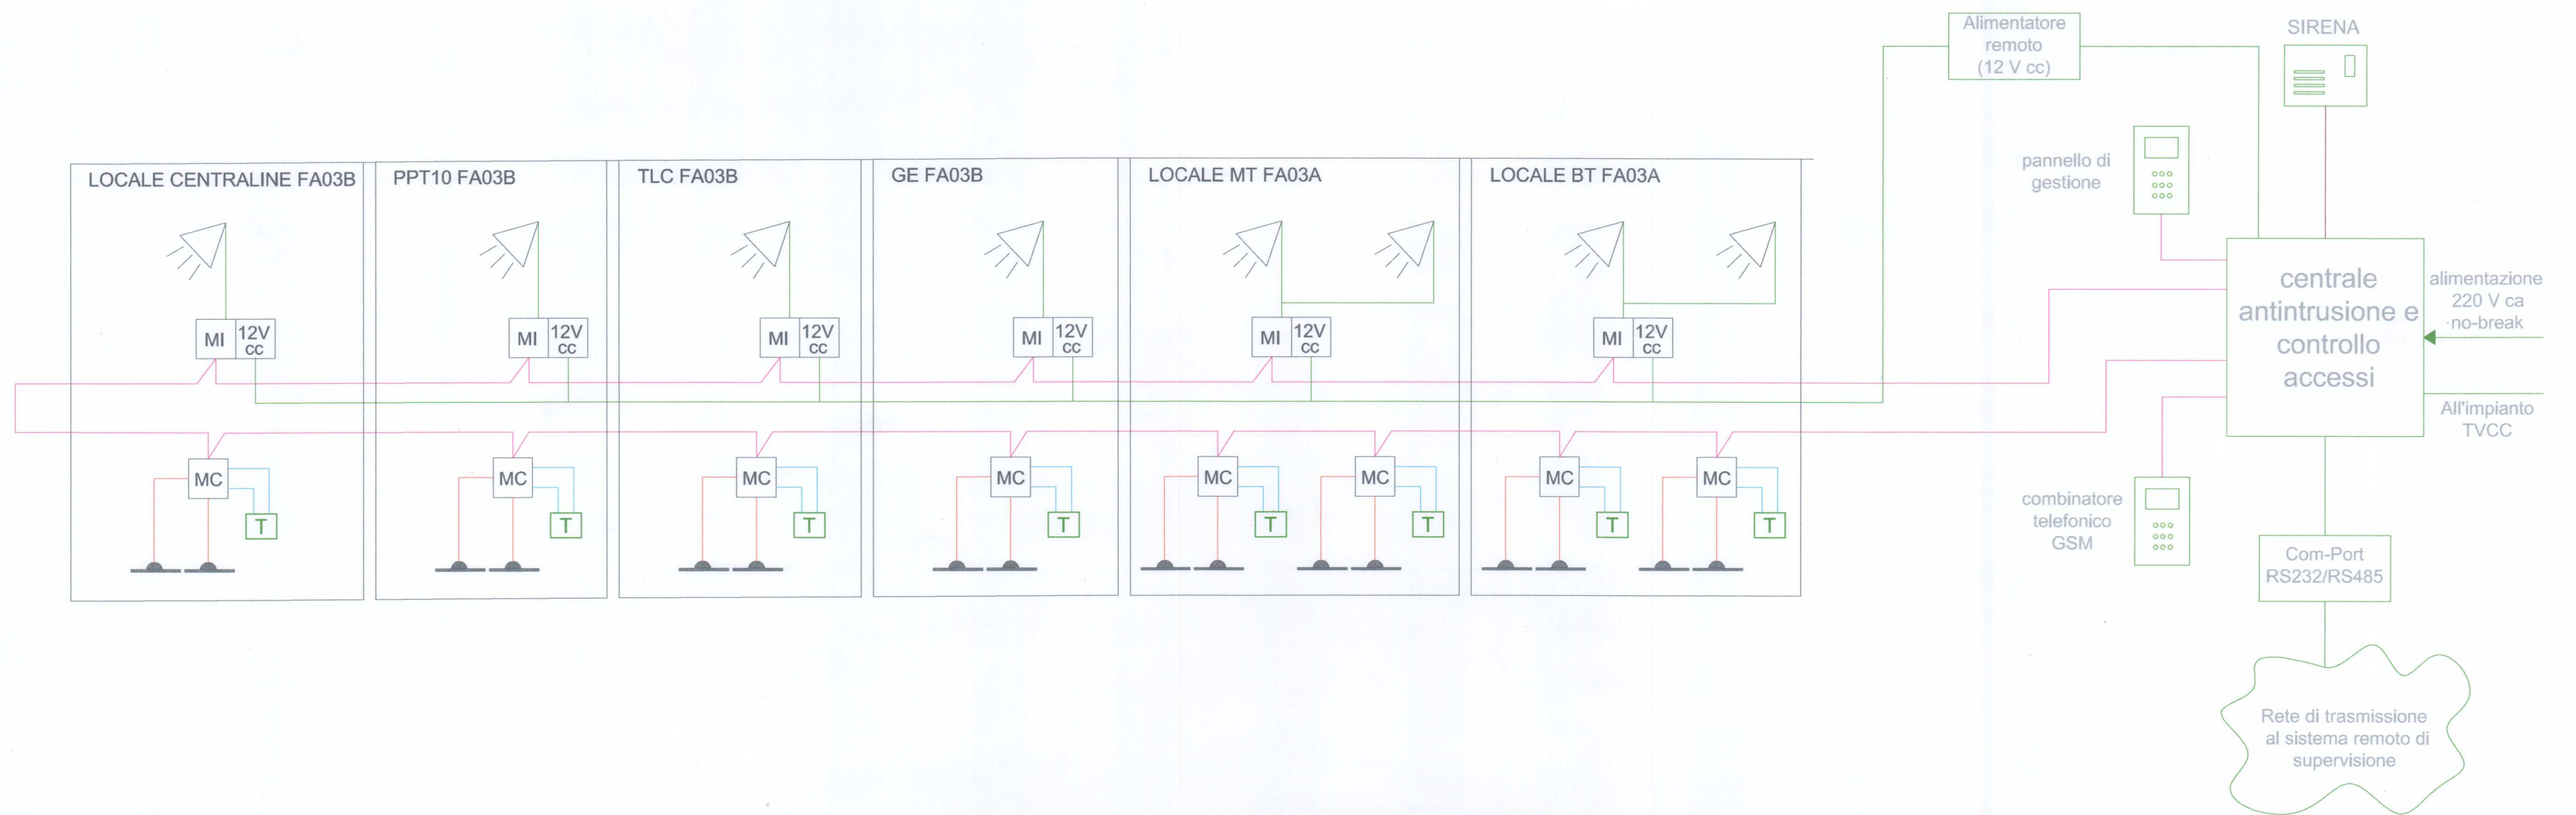 Alimentatore
remoto
(12 V cc)
SIRENA
pannello di
gestione
LOCALE CENTRALINE FA03B
PPT10 FA03B
TLC FA03B
GE FA03B
LOCALE MT FA03A
LOCALE BT FA03A
MI
12V
cc
MI
12V
cc
MI
12V
cc
MI
12V
cc
MI
12V
cc
MI
12V
cc
centrale
antintrusione e
controllo
accessi
alimentazione
220 V ca
no-break
All'impianto
TVCC
MC
T
MC
T
MC
T
MC
T
MC
T
MC
T
MC
T
MC
T
combinatore
telefonico
GSM
Com-Port
RS232/RS485
Rete di trasmissione
al sistema remoto di
supervisione